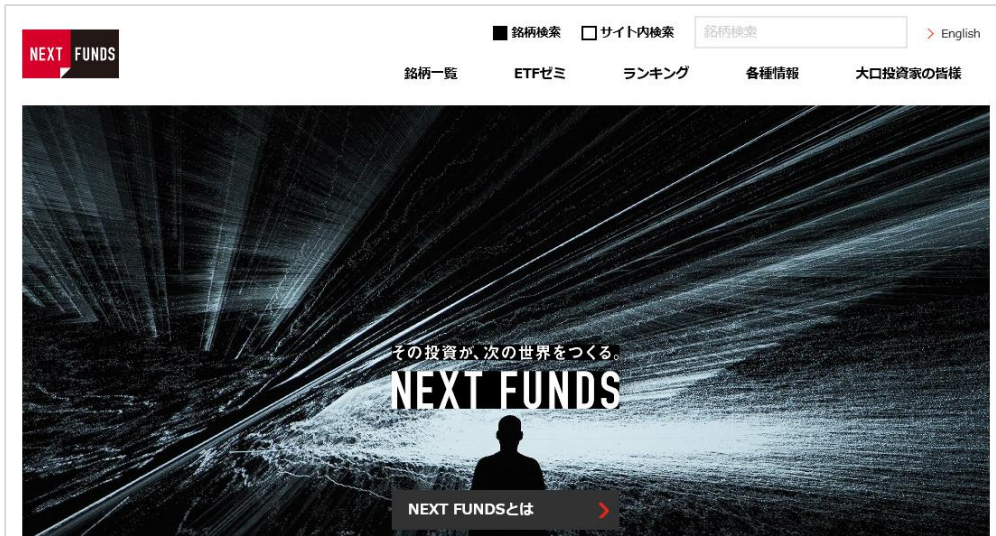 銘柄検索 サイト内検索 銘柄検索 English
NEXT FUNDS
銘柄一覧 ETFゼミ ランキング 各種情報 大口投資家の皆様
その投資が、次の世界をつくる。
NEXT FUNDS
NEXT FUNDSとは